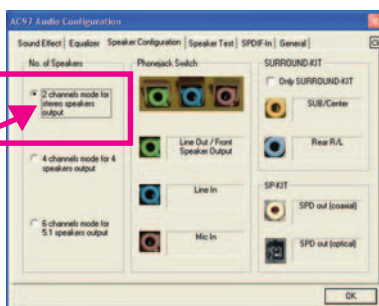 AC97 Audio Configuration
Sound Effect | Equalizer | Speaker Configuration | Speaker Test | SPDIF-In | General
No. of Speakers
2 channels mode for
stereo speakers
output
4 channels mode for 4
speakers output
6 channels mode for
5.1 speakers output
Phonejack Switch
Line Out / Front
Speaker Output
Line In
Mic In
SURROUND-KIT
Only SURROUND-KIT
SUB/Center
Rear R/L
SP-KIT
SPD out (coaxial)
SPD out (optical)
OK